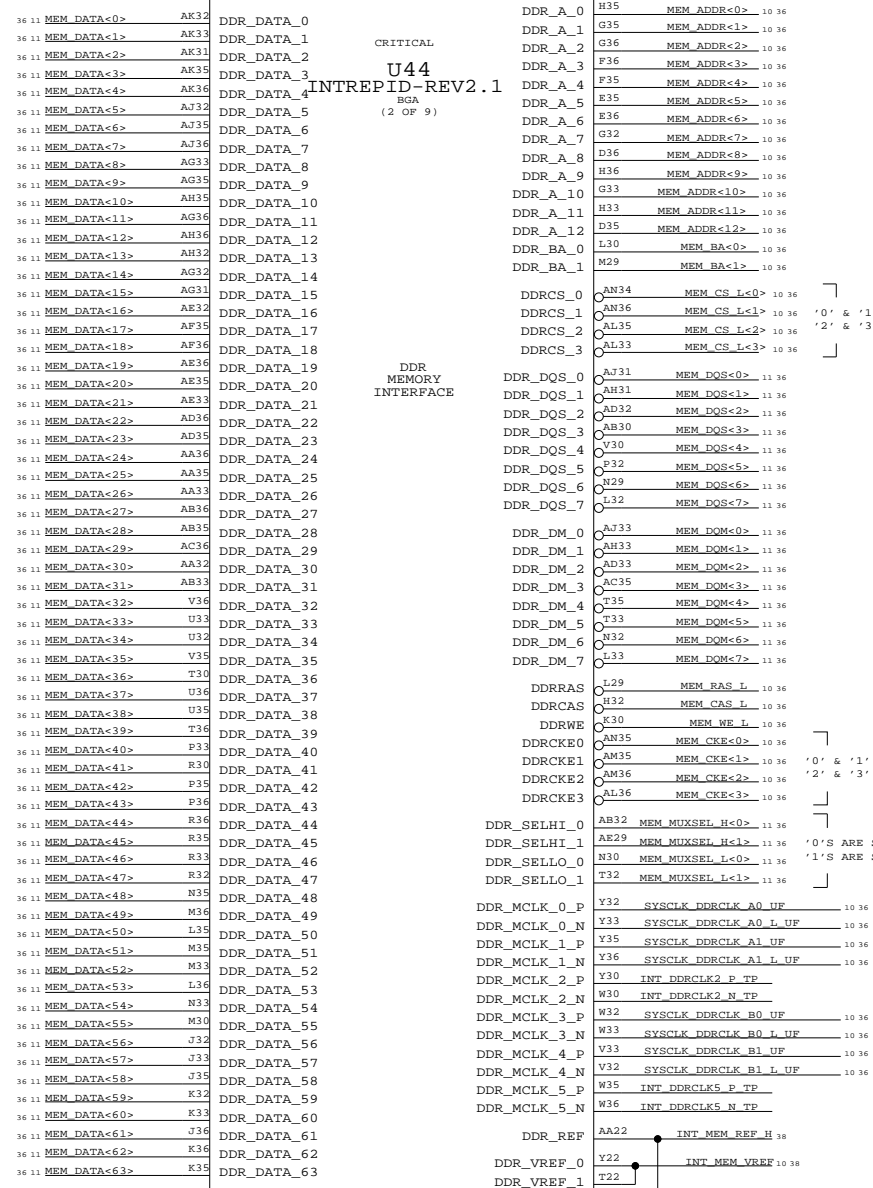 36 11 MEM_DATA<0> AK32 DDR_DATA_0
36 11 MEM_DATA<1> AK33 DDR_DATA_1
36 11 MEM_DATA<2> AK31 DDR_DATA_2
36 11 MEM_DATA<3> AK35 DDR_DATA_3
36 11 MEM_DATA<4> AK36 DDR_DATA_4
36 11 MEM_DATA<5> AJ32 DDR_DATA_5
36 11 MEM_DATA<6> AJ35 DDR_DATA_6
36 11 MEM_DATA<7> AJ36 DDR_DATA_7
36 11 MEM_DATA<8> AG33 DDR_DATA_8
36 11 MEM_DATA<9> AG35 DDR_DATA_9
36 11 MEM_DATA<10> AH35 DDR_DATA_10
36 11 MEM_DATA<11> AG36 DDR_DATA_11
36 11 MEM_DATA<12> AH36 DDR_DATA_12
36 11 MEM_DATA<13> AH32 DDR_DATA_13
36 11 MEM_DATA<14> AG32 DDR_DATA_14
36 11 MEM_DATA<15> AG31 DDR_DATA_15
36 11 MEM_DATA<16> AE32 DDR_DATA_16
36 11 MEM_DATA<17> AF35 DDR_DATA_17
36 11 MEM_DATA<18> AF36 DDR_DATA_18
36 11 MEM_DATA<19> AE36 DDR_DATA_19
36 11 MEM_DATA<20> AE35 DDR_DATA_20
36 11 MEM_DATA<21> AE33 DDR_DATA_21
36 11 MEM_DATA<22> AD36 DDR_DATA_22
36 11 MEM_DATA<23> AD35 DDR_DATA_23
36 11 MEM_DATA<24> AA36 DDR_DATA_24
36 11 MEM_DATA<25> AA35 DDR_DATA_25
36 11 MEM_DATA<26> AA33 DDR_DATA_26
36 11 MEM_DATA<27> AB36 DDR_DATA_27
36 11 MEM_DATA<28> AB35 DDR_DATA_28
36 11 MEM_DATA<29> AC36 DDR_DATA_29
36 11 MEM_DATA<30> AA32 DDR_DATA_30
36 11 MEM_DATA<31> AB33 DDR_DATA_31
36 11 MEM_DATA<32> V36 DDR_DATA_32
36 11 MEM_DATA<33> U33 DDR_DATA_33
36 11 MEM_DATA<34> U32 DDR_DATA_34
36 11 MEM_DATA<35> V35 DDR_DATA_35
36 11 MEM_DATA<36> T30 DDR_DATA_36
36 11 MEM_DATA<37> U36 DDR_DATA_37
36 11 MEM_DATA<38> U35 DDR_DATA_38
36 11 MEM_DATA<39> T36 DDR_DATA_39
36 11 MEM_DATA<40> P33 DDR_DATA_40
36 11 MEM_DATA<41> R30 DDR_DATA_41
36 11 MEM_DATA<42> P35 DDR_DATA_42
36 11 MEM_DATA<43> P36 DDR_DATA_43
36 11 MEM_DATA<44> R36 DDR_DATA_44
36 11 MEM_DATA<45> R35 DDR_DATA_45
36 11 MEM_DATA<46> R33 DDR_DATA_46
36 11 MEM_DATA<47> R32 DDR_DATA_47
36 11 MEM_DATA<48> N35 DDR_DATA_48
36 11 MEM_DATA<49> M36 DDR_DATA_49
36 11 MEM_DATA<50> L35 DDR_DATA_50
36 11 MEM_DATA<51> M35 DDR_DATA_51
36 11 MEM_DATA<52> M33 DDR_DATA_52
36 11 MEM_DATA<53> L36 DDR_DATA_53
36 11 MEM_DATA<54> N33 DDR_DATA_54
36 11 MEM_DATA<55> M30 DDR_DATA_55
36 11 MEM_DATA<56> J32 DDR_DATA_56
36 11 MEM_DATA<57> J33 DDR_DATA_57
36 11 MEM_DATA<58> J35 DDR_DATA_58
36 11 MEM_DATA<59> K32 DDR_DATA_59
36 11 MEM_DATA<60> K33 DDR_DATA_60
36 11 MEM_DATA<61> J36 DDR_DATA_61
36 11 MEM_DATA<62> K36 DDR_DATA_62
36 11 MEM_DATA<63> K35 DDR_DATA_63
CRITICAL
U44
INTREPID-REV2.1
BGA
(2 OF 9)
DDR
MEMORY
INTERFACE
DDR_A_0 H35 MEM_ADDR<0> 10 36
DDR_A_1 G35 MEM_ADDR<1> 10 36
DDR_A_2 G36 MEM_ADDR<2> 10 36
DDR_A_3 F36 MEM_ADDR<3> 10 36
DDR_A_4 F35 MEM_ADDR<4> 10 36
DDR_A_5 E35 MEM_ADDR<5> 10 36
DDR_A_6 E36 MEM_ADDR<6> 10 36
DDR_A_7 G32 MEM_ADDR<7> 10 36
DDR_A_8 D36 MEM_ADDR<8> 10 36
DDR_A_9 H36 MEM_ADDR<9> 10 36
DDR_A_10 G33 MEM_ADDR<10> 10 36
DDR_A_11 H33 MEM_ADDR<11> 10 36
DDR_A_12 D35 MEM_ADDR<12> 10 36
DDR_BA_0 L30 MEM_BA<0> 10 36
DDR_BA_1 M29 MEM_BA<1> 10 36
DDRCS_0 AN34 MEM_CS_L<0> 10 36
DDRCS_1 AN36 MEM_CS_L<1> 10 36 '0' & '1
DDRCS_2 AL35 MEM_CS_L<2> 10 36 '2' & '3
DDRCS_3 AL33 MEM_CS_L<3> 10 36
DDR_DQS_0 AJ31 MEM_DQS<0> 11 36
DDR_DQS_1 AH31 MEM_DQS<1> 11 36
DDR_DQS_2 AD32 MEM_DQS<2> 11 36
DDR_DQS_3 AB30 MEM_DQS<3> 11 36
DDR_DQS_4 V30 MEM_DQS<4> 11 36
DDR_DQS_5 P32 MEM_DQS<5> 11 36
DDR_DQS_6 N29 MEM_DQS<6> 11 36
DDR_DQS_7 L32 MEM_DQS<7> 11 36
DDR_DM_0 AJ33 MEM_DQM<0> 11 36
DDR_DM_1 AH33 MEM_DQM<1> 11 36
DDR_DM_2 AD33 MEM_DQM<2> 11 36
DDR_DM_3 AC35 MEM_DQM<3> 11 36
DDR_DM_4 T35 MEM_DQM<4> 11 36
DDR_DM_5 T33 MEM_DQM<5> 11 36
DDR_DM_6 N32 MEM_DQM<6> 11 36
DDR_DM_7 L33 MEM_DQM<7> 11 36
DDRRAS L29 MEM_RAS_L 10 36
DDRCAS H32 MEM_CAS_L 10 36
DDRWE K30 MEM_WE_L 10 36
DDRCKE0 AN35 MEM_CKE<0> 10 36
DDRCKE1 AM35 MEM_CKE<1> 10 36 '0' & '1'
DDRCKE2 AM36 MEM_CKE<2> 10 36 '2' & '3'
DDRCKE3 AL36 MEM_CKE<3> 10 36
DDR_SELHI_0 AB32 MEM_MUXSEL_H<0> 11 36
DDR_SELHI_1 AE29 MEM_MUXSEL_H<1> 11 36 '0'S ARE
DDR_SELLO_0 N30 MEM_MUXSEL_L<0> 11 36 '1'S ARE
DDR_SELLO_1 T32 MEM_MUXSEL_L<1> 11 36
DDR_MCLK_0_P Y32 SYSCLK_DDRCLK_A0_UF 10 36
DDR_MCLK_0_N Y33 SYSCLK_DDRCLK_A0_L_UF 10 36
DDR_MCLK_1_P Y35 SYSCLK_DDRCLK_A1_UF 10 36
DDR_MCLK_1_N Y36 SYSCLK_DDRCLK_A1_L_UF 10 36
DDR_MCLK_2_P Y30 INT_DDRCLK2_P_TP
DDR_MCLK_2_N W30 INT_DDRCLK2_N_TP
DDR_MCLK_3_P W32 SYSCLK_DDRCLK_B0_UF 10 36
DDR_MCLK_3_N W33 SYSCLK_DDRCLK_B0_L_UF 10 36
DDR_MCLK_4_P V33 SYSCLK_DDRCLK_B1_UF 10 36
DDR_MCLK_4_N V32 SYSCLK_DDRCLK_B1_L_UF 10 36
DDR_MCLK_5_P W35 INT_DDRCLK5_P_TP
DDR_MCLK_5_N W36 INT_DDRCLK5_N_TP
DDR_REF AA22 INT_MEM_REF_H 38
DDR_VREF_0 Y22 INT_MEM_VREF 10 38
DDR_VREF_1 T22